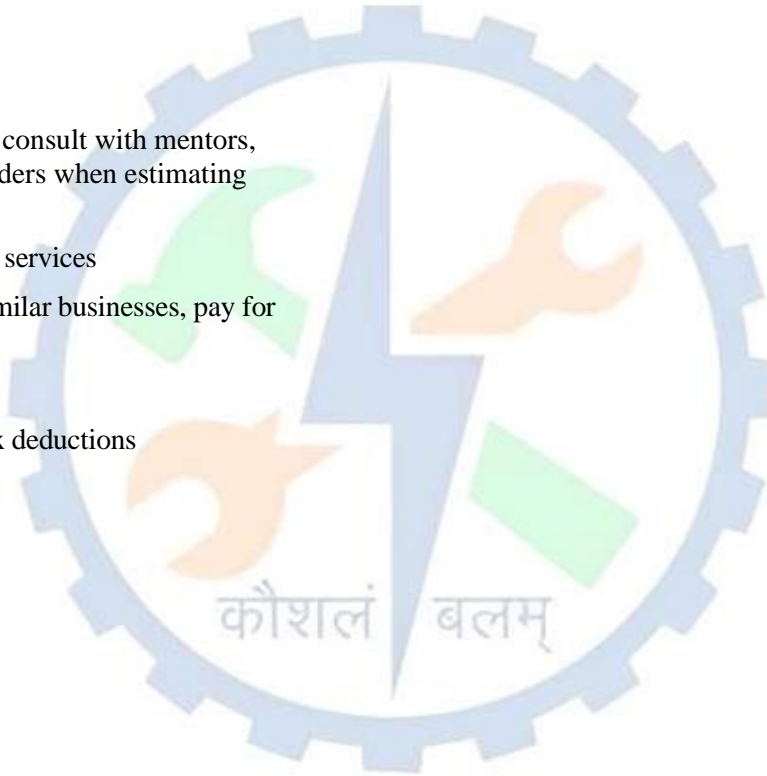 consult with mentors,
ders when estimating
services
milar businesses, pay for
x deductions
कौशलं बलम्